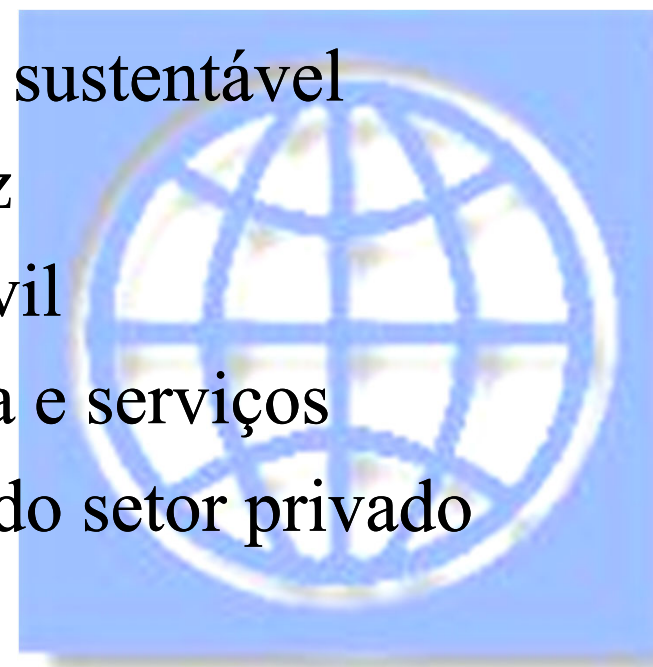 sustentável
z
vil
a e serviços
do setor privado